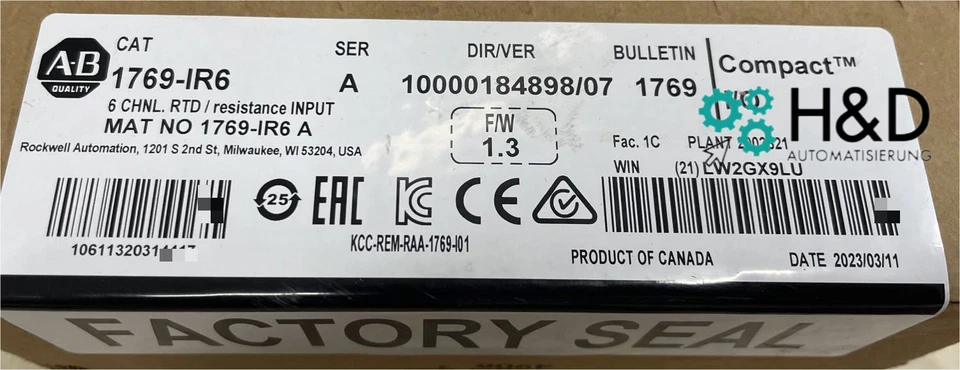 A-B
QUALITY
CAT
1769-IR6
6 CHNL. RTD / resistance INPUT
MAT NO 1769-IR6 A
Rockwell Automation, 1201 S 2nd St, Milwaukee, WI 53204, USA
SER
A
DIR/VER
10000184898/07
BULLETIN
1769
F/W
1.3
Compact™
I/O
H&D
AUTOMATISIERUNG
Fac. 1C
PLANT
WIN
(21) LW2GX9LU
25
EAC
KC
CE
KCC-REM-RAA-1769-I01
PRODUCT OF CANADA
DATE 2023/03/11
FACTORY SEAL